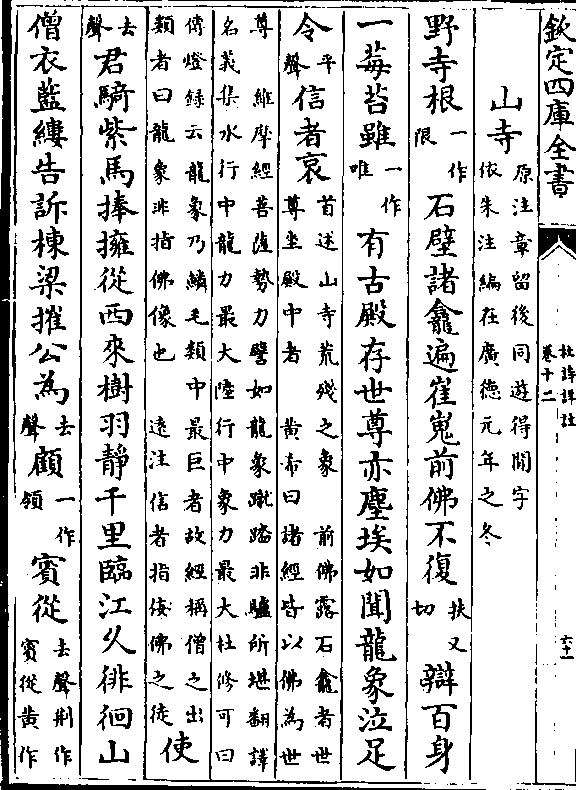 欽定四庫全書
杜詩詳註
卷十二
六十一
山寺
原注章留後同遊得開字
依朱注編在廣德元年之冬
野寺根一作限石壁諸龕遍崔嵬前佛不復扶又切辯百身
一莓苔雖一作唯有古殿存世尊亦塵埃如聞龍象泣足
令平聲信者哀首述山寺荒殘之象 前佛露石龕者世
尊坐殿中者 黃希曰諸經皆以佛為世
尊 維摩經菩薩勢力譬如龍象蹴踏非驢所堪翻譯
名義集水行中龍力最大陸行中象力最大杜修可曰
傳燈録云龍象乃鱗毛類中最巨者故經稱僧之出
類者曰龍象非指佛像也 遠注信者指佞佛之徒使
去聲君騎紫馬捧擁從西來樹羽靜千里臨江久徘徊山
僧衣藍縷告訴棟梁摧公為去聲顧一作領賓從去聲荆作
賓從黄作